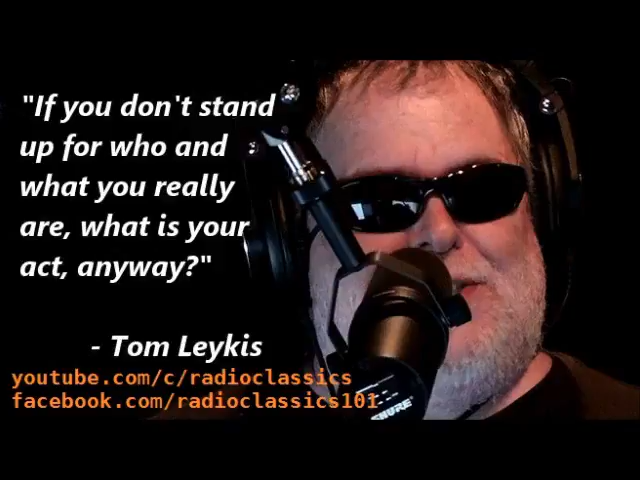 "If you don't stand
up for who and
what you really
are, what is your
act, anyway?"
- Tom Leykis
youtube.com/c/radioclassics
facebook.com/radioclassics101
SHURE